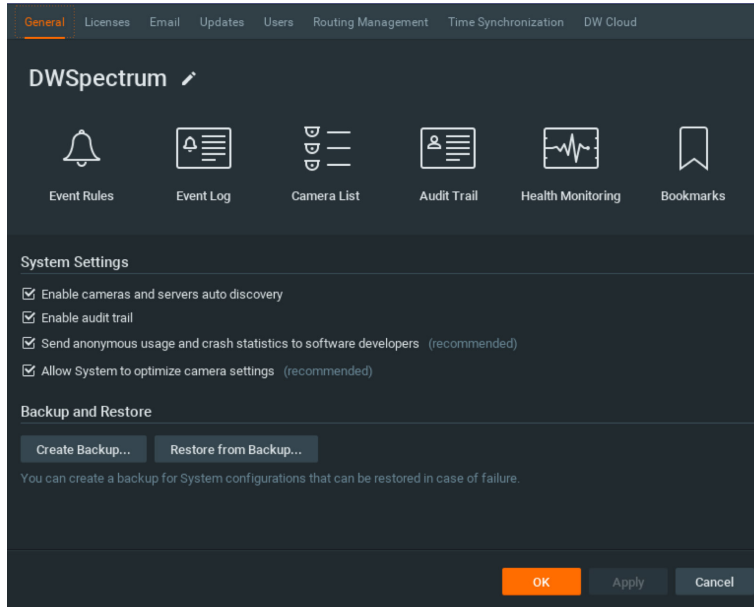 General Licenses Email Updates Users Routing Management Time Synchronization DW Cloud
DWSpectrum
Event Rules Event Log Camera List Audit Trail Health Monitoring Bookmarks
System Settings
Enable cameras and servers auto discovery
Enable audit trail
Send anonymous usage and crash statistics to software developers (recommended)
Allow System to optimize camera settings (recommended)
Backup and Restore
Create Backup... Restore from Backup...
You can create a backup for System configurations that can be restored in case of failure.
OK Apply Cancel